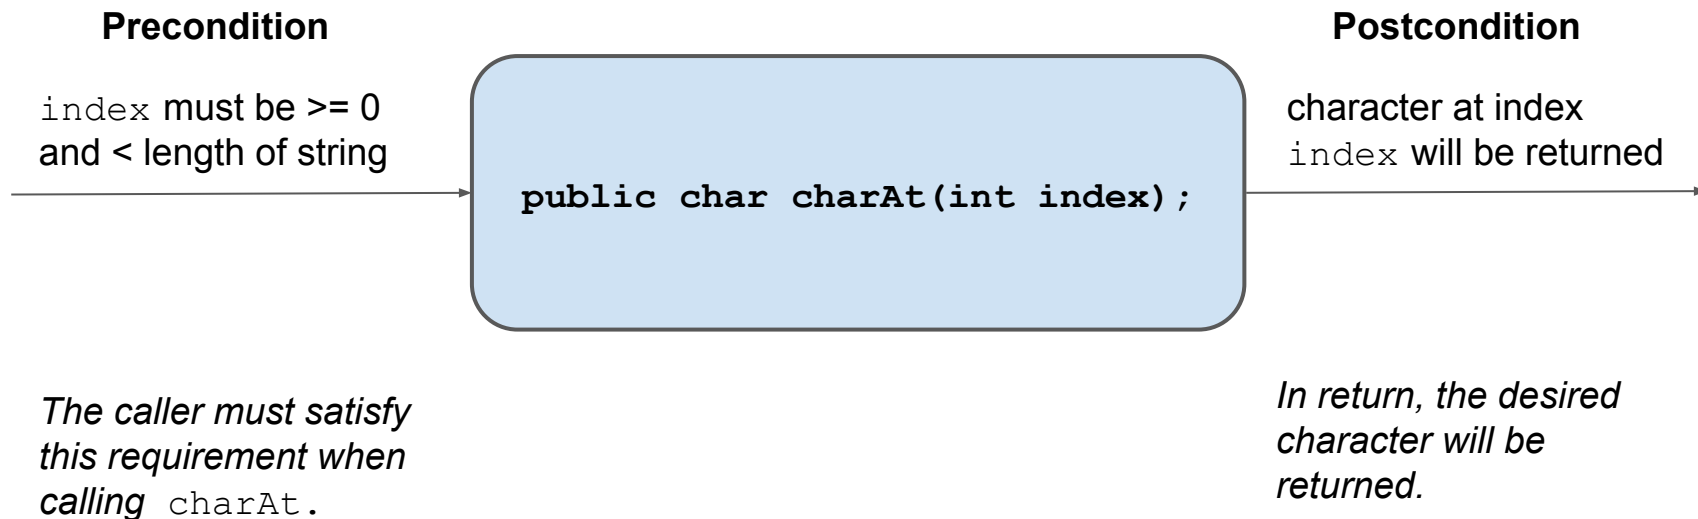 Precondition
index must be >= 0
and < length of string
public char charAt(int index);
Postcondition
character at index
index will be returned
The caller must satisfy
this requirement when
calling charAt.
In return, the desired
character will be
returned.